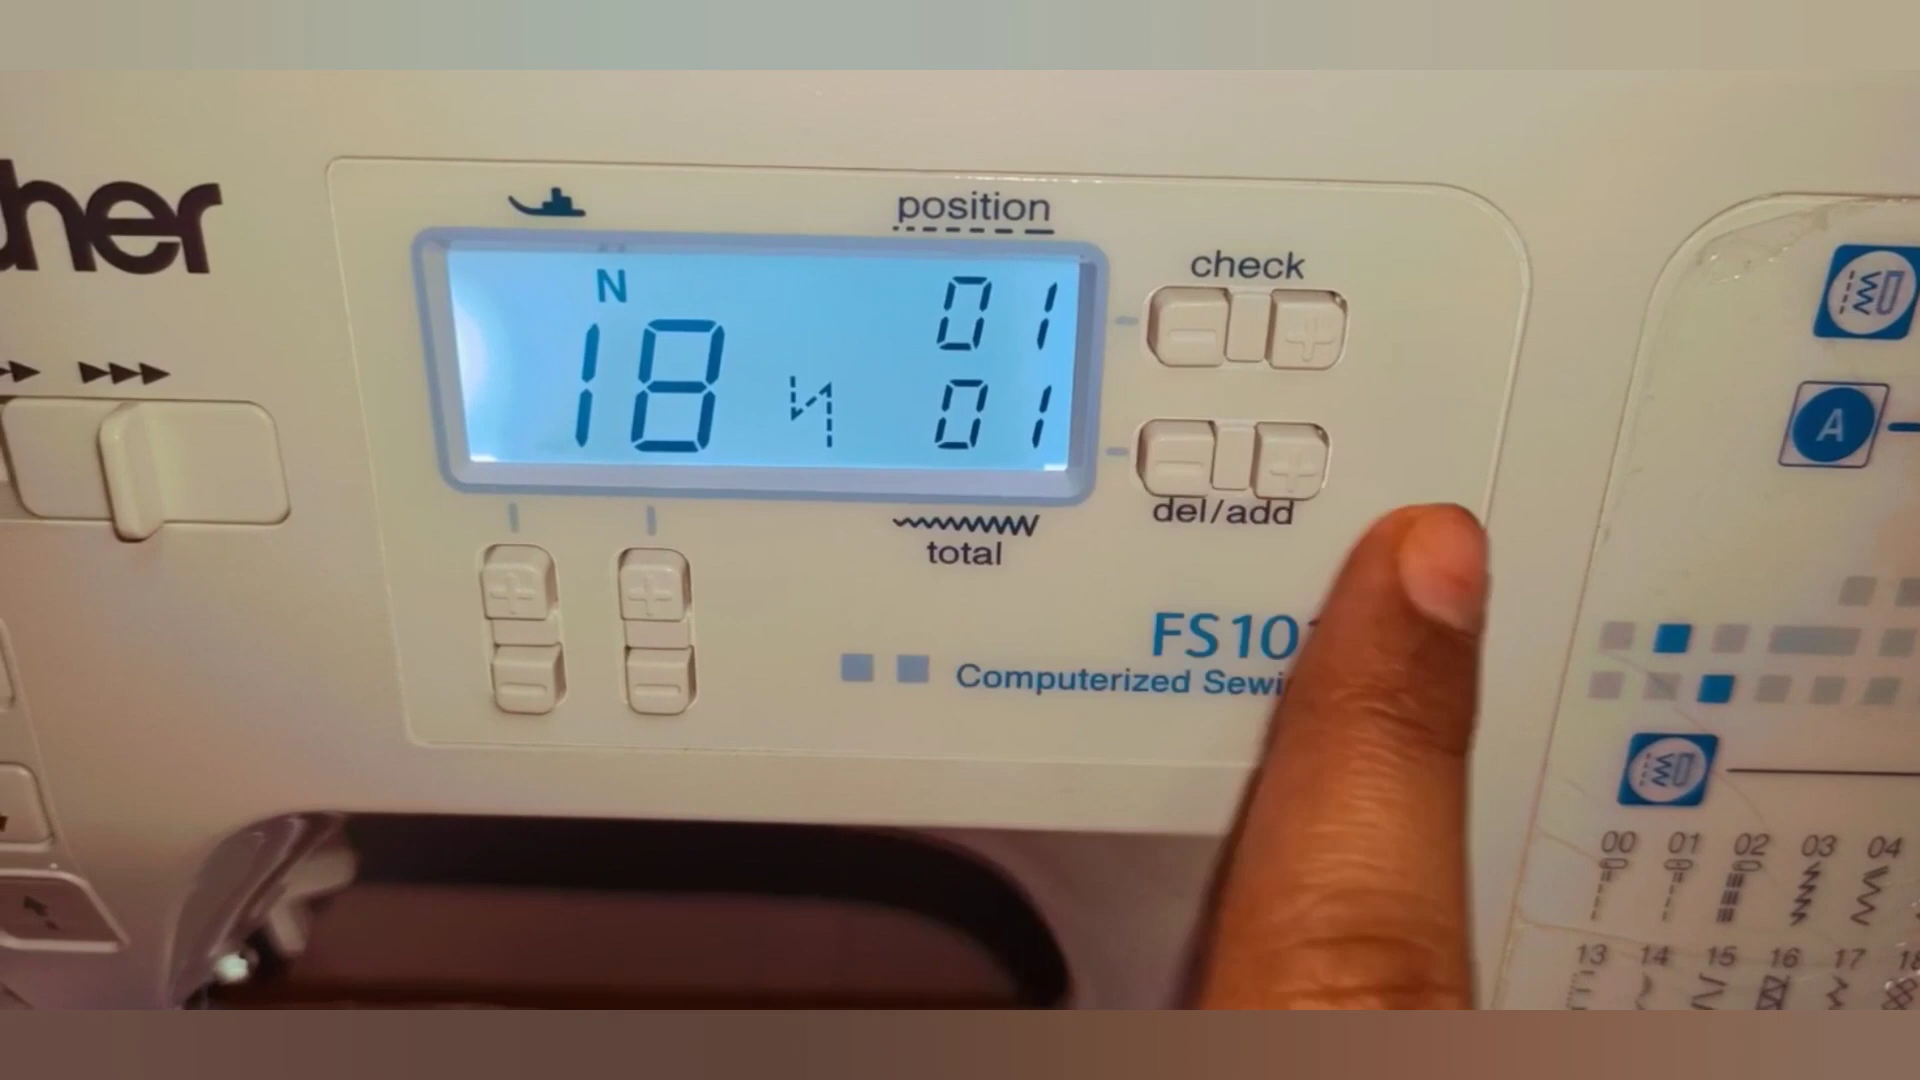 her
position
check
N
01
18
01
del/add
total
FS10
Computerized Sewi
A
00 01 02 03 04
13 14 15 16 17 18